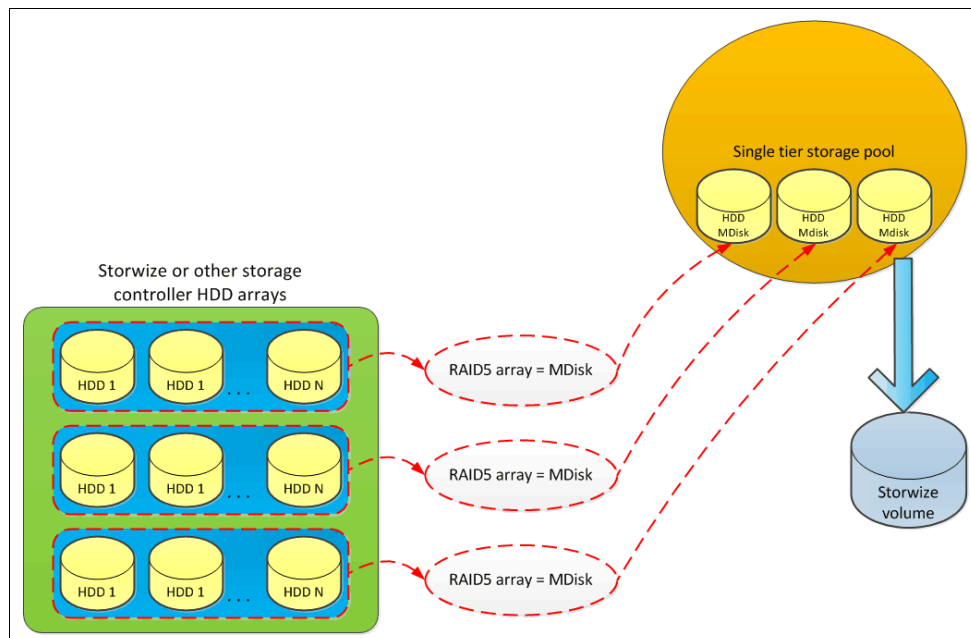 Single tier storage pool
HDD
MDisk
HDD
Mdisk
HDD
Mdisk
Storwize or other storage
controller HDD arrays
HDD 1
HDD 1
...
HDD N
RAID5 array = MDisk
HDD 1
HDD 1
...
HDD N
RAID5 array = MDisk
HDD 1
HDD 1
...
HDD N
RAID5 array = MDisk
Storwize
volume